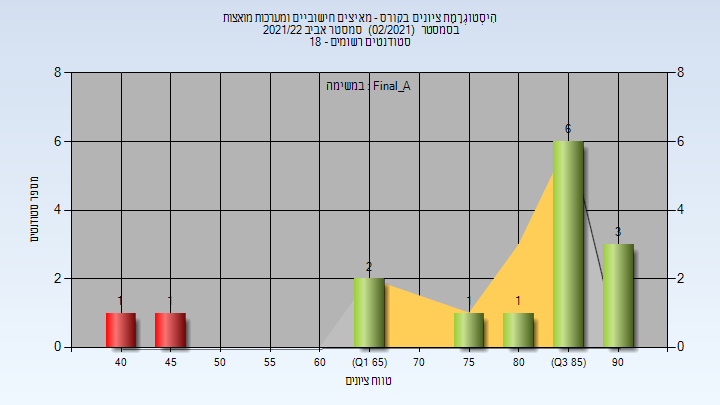 הִיסְטוֹגְרָמַת ציונים בקורס - מאיצים חישוביים ומערכות מואצות
בסמסטר (02/2021) סמסטר אביב 2021/22
סטודנטים רשומים - 18
במשימה : Final_A
8 8
6 6
4 4
2 2
0 0
1 1 2 1 1 6 3
מספר סטודנטים
40 45 50 55 60 (Q1 65) 70 75 80 (Q3 85) 90
טווח ציונים